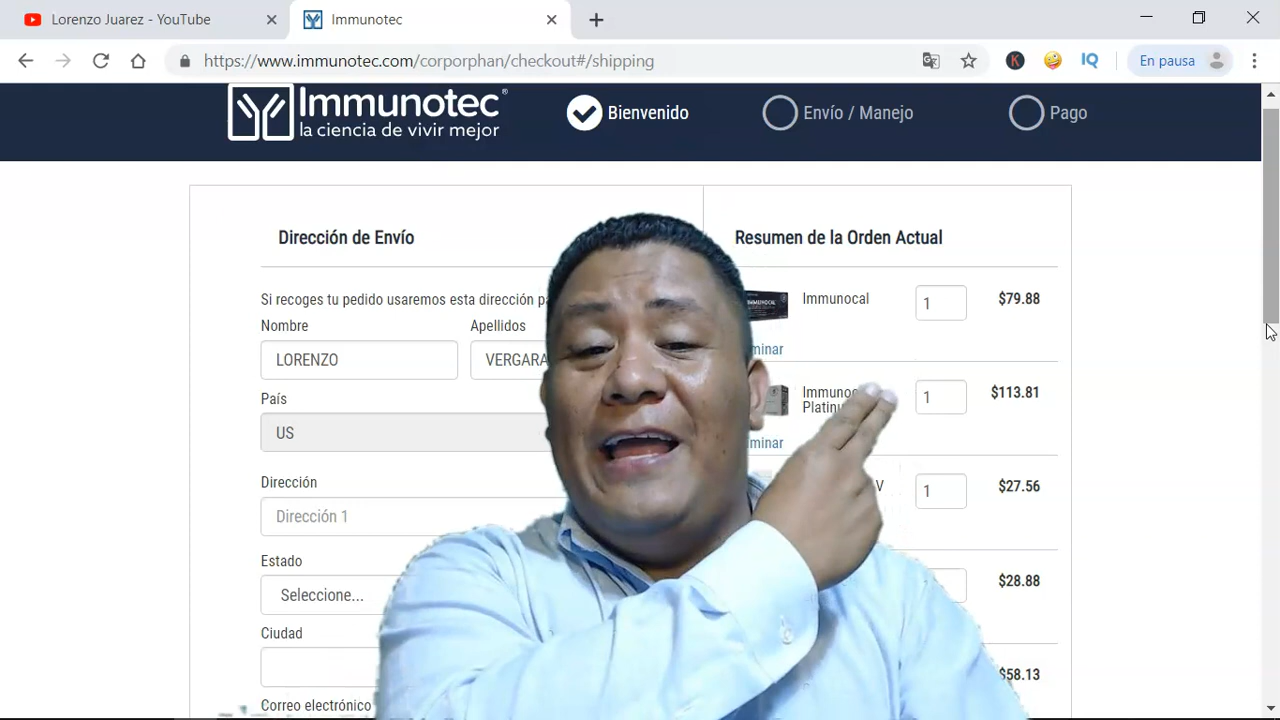 Lorenzo Juarez - YouTube
Immunotec
https://www.immunotec.com/corporphan/checkout#/shipping
En pausa
Immunotec®
la ciencia de vivir mejor
Bienvenido
Envío / Manejo
Pago
Dirección de Envío
Si recoges tu pedido usaremos esta dirección
Nombre
Apellidos
LORENZO
VERGARA
País
US
Dirección
Dirección 1
Estado
Seleccione...
Ciudad
Correo electrónico
Resumen de la Orden Actual
Immunocal
1
$79.88
1
$113.81
V
1
$27.56
$28.88
$58.13